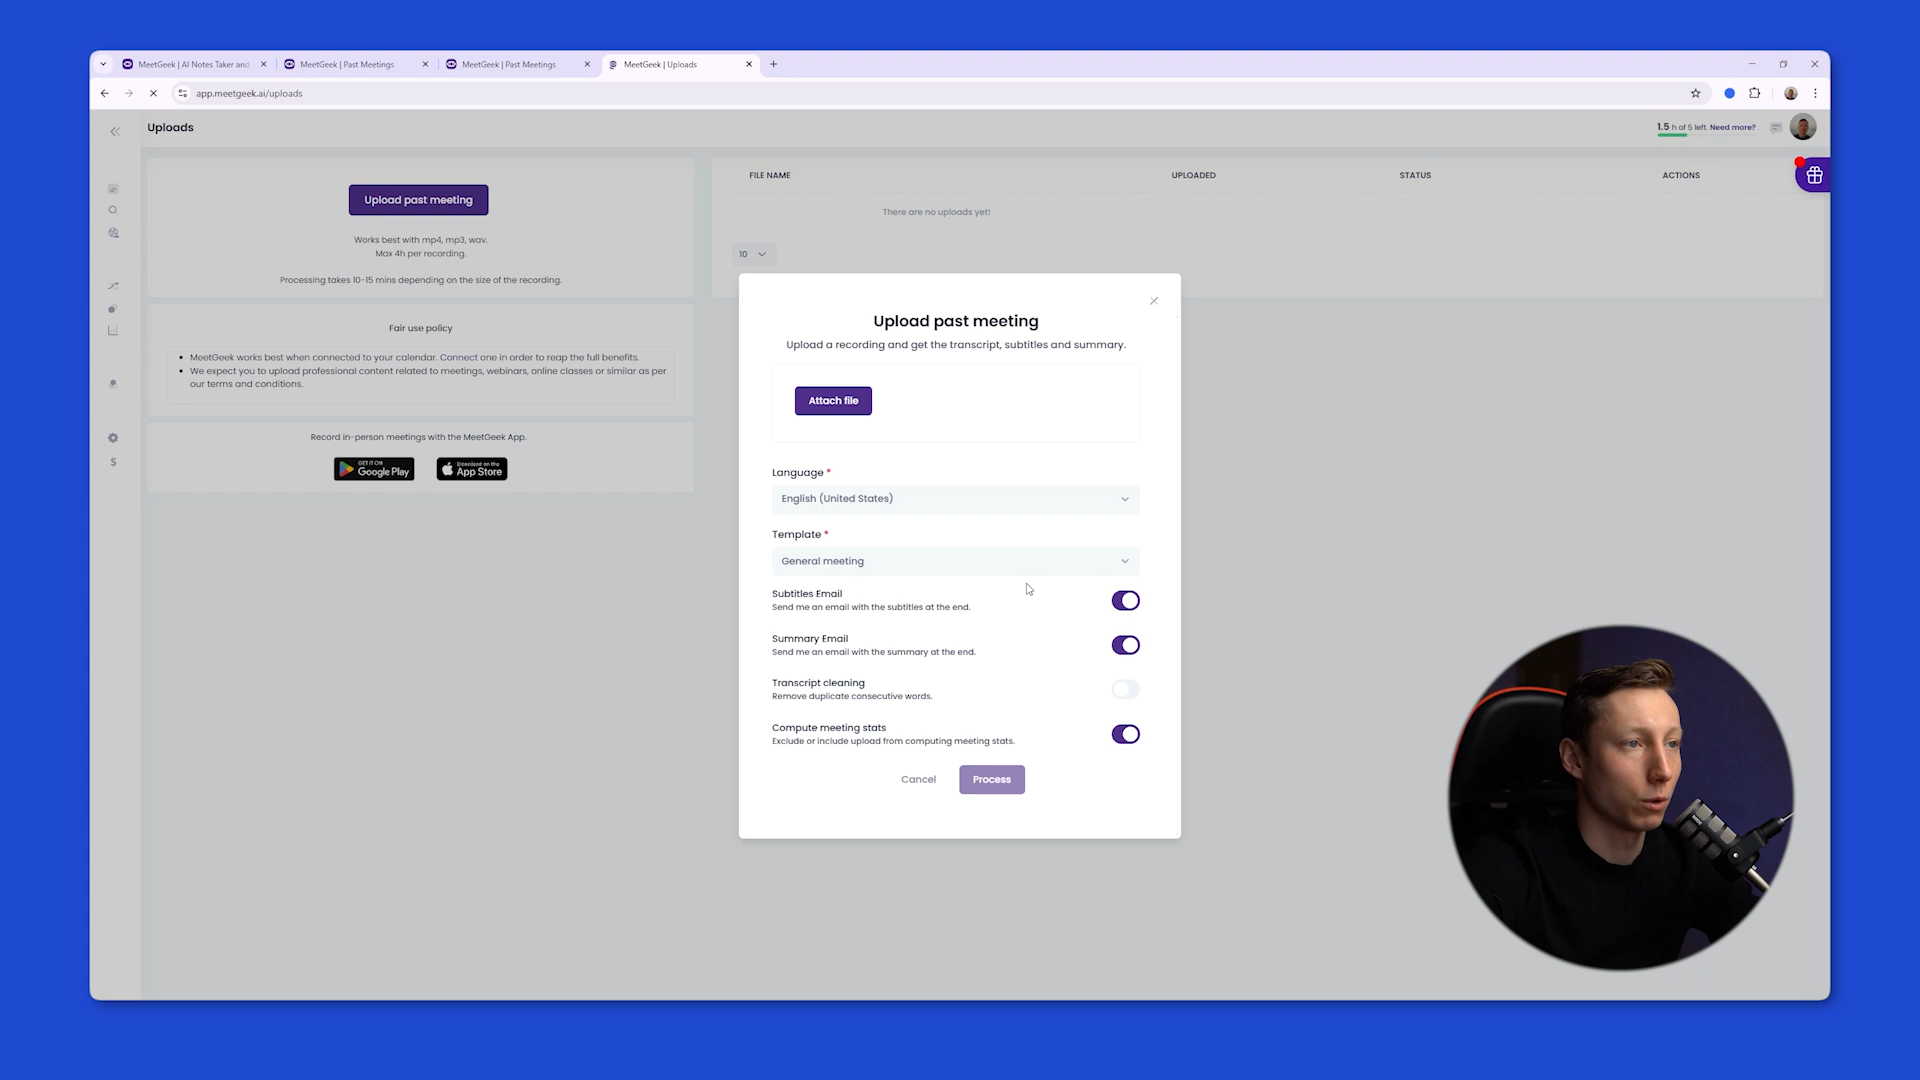 MeetGeek | AI Notes Taker and
MeetGeek | Past Meetings
MeetGeek | Past Meetings
MeetGeek | Uploads
app.meetgeek.ai/uploads
Uploads
1.5 h of 5 left. Need more?
Upload past meeting
Works best with mp4, mp3, wav.
Max 4h per recording.
Processing takes 10-15 mins depending on the size of the recording.
Fair use policy
• MeetGeek works best when connected to your calendar. Connect one in order to reap the full benefits.
• We expect you to upload professional content related to meetings, webinars, online classes or similar as per
our terms and conditions.
Record in-person meetings with the MeetGeek App.
GET IT ON
Google Play
Download on the
App Store
FILE NAME
UPLOADED
STATUS
ACTIONS
There are no uploads yet!
10
Upload past meeting
Upload a recording and get the transcript, subtitles and summary.
Attach file
Language *
English (United States)
Template *
General meeting
Subtitles Email
Send me an email with the subtitles at the end.
Summary Email
Send me an email with the summary at the end.
Transcript cleaning
Remove duplicate consecutive words.
Compute meeting stats
Exclude or include upload from computing meeting stats.
Cancel
Process